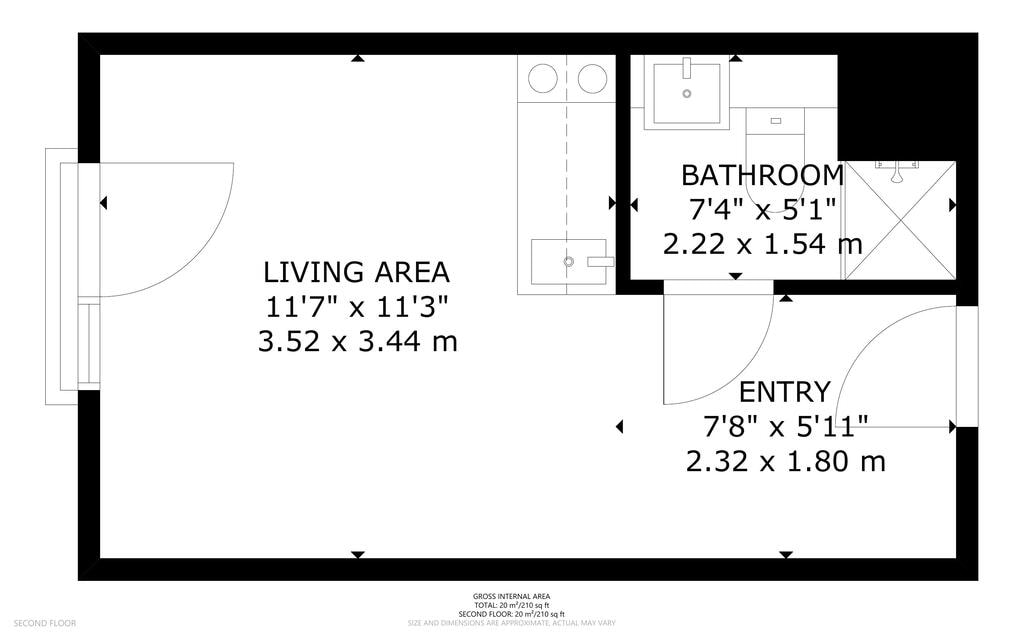 BATHROOM
7'4" x 5'1"
2.22 x 1.54 m
LIVING AREA
11'7" x 11'3"
3.52 x 3.44 m
ENTRY
7'8" x 5'11"
2.32 x 1.80 m
GROSS INTERNAL AREA
TOTAL: 20 m²/210 sq ft
SECOND FLOOR: 20 m²/210 sq ft
SIZE AND DIMENSIONS ARE APPROXIMATE, ACTUAL MAY VARY
SECOND FLOOR